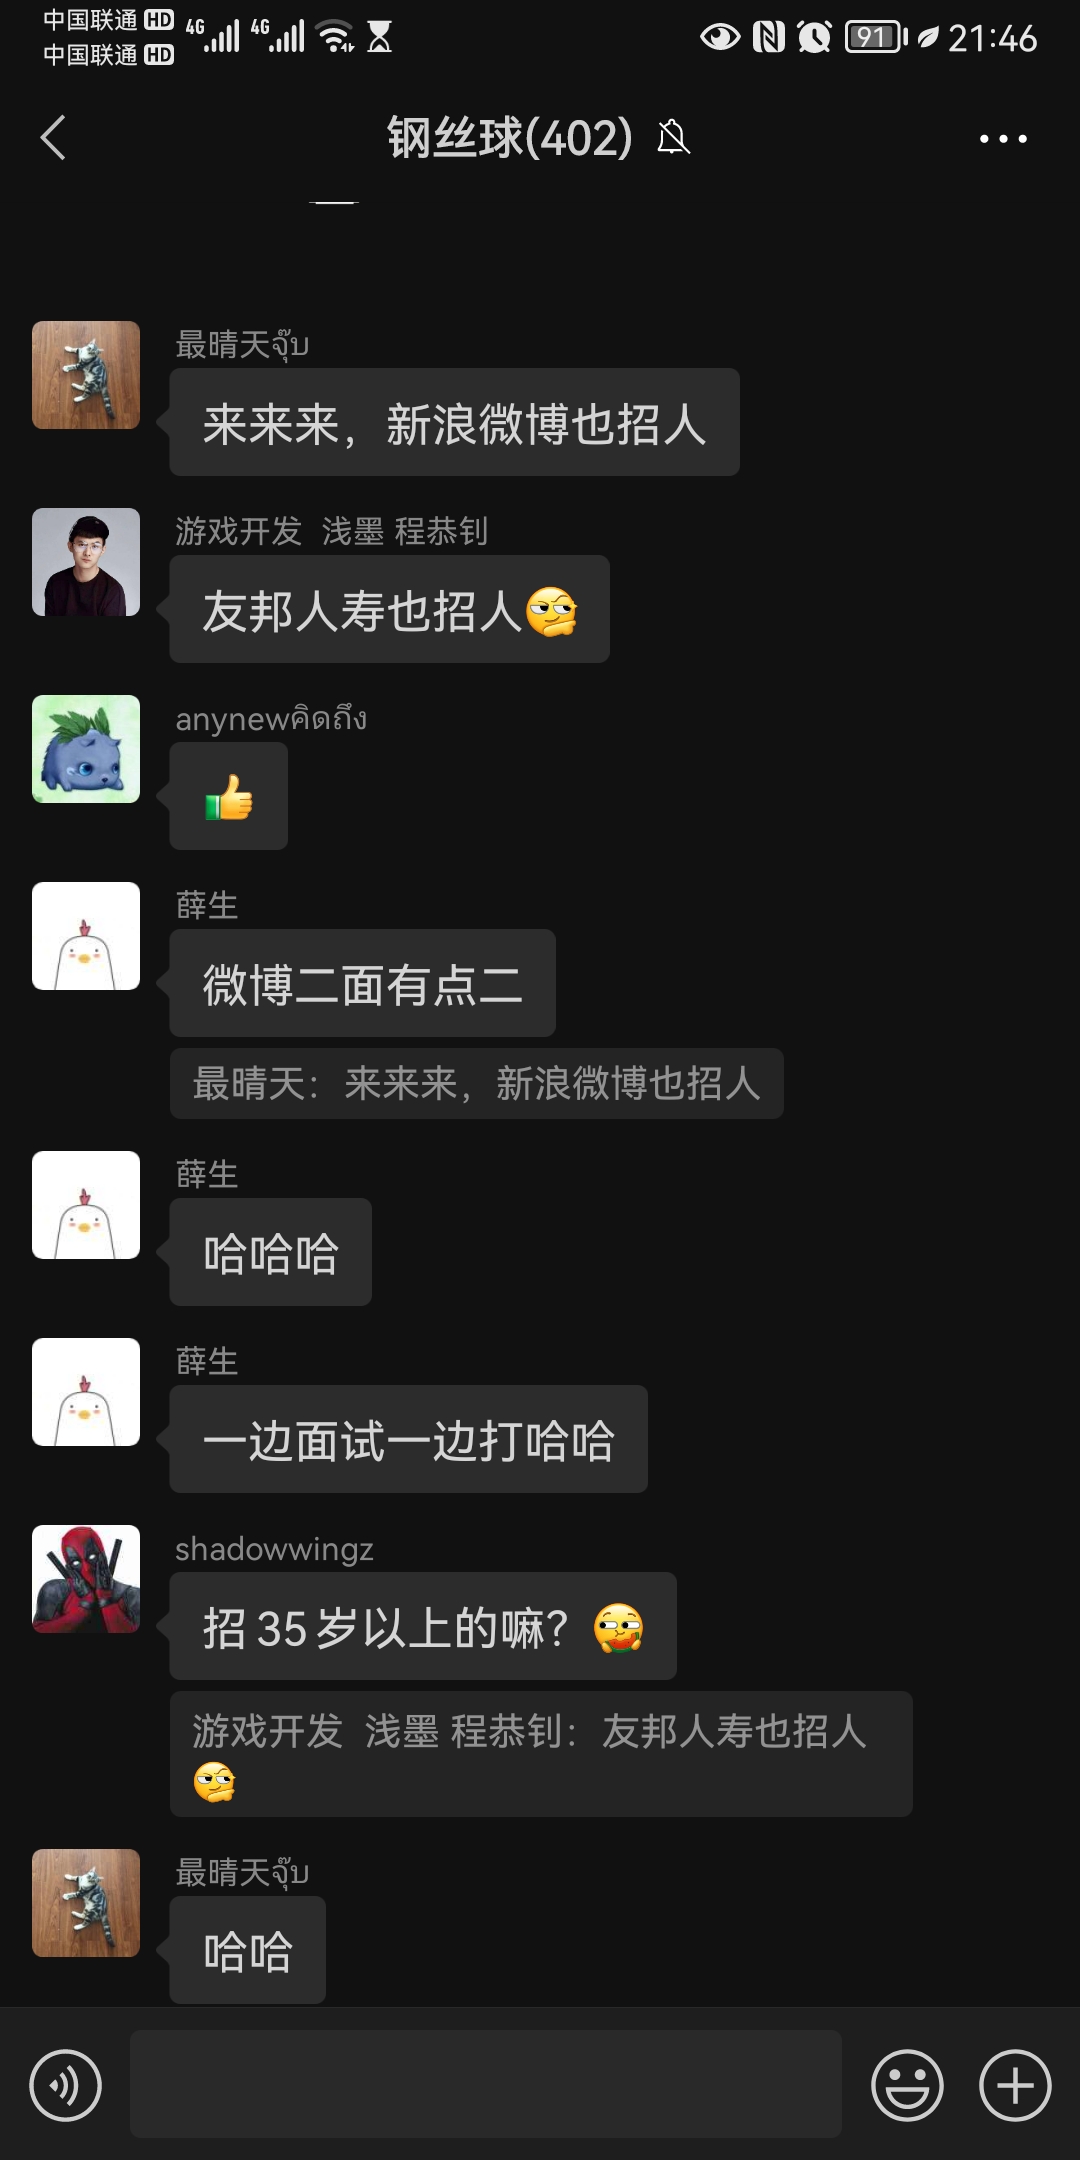 中国联通 HD 4G 4G 91 21:46
中国联通 HD
钢丝球(402)
最晴天จุ๊บ
来来来，新浪微博也招人
游戏开发 浅墨 程恭钊
友邦人寿也招人
anynewคิดถึง
薛生
微博二面有点二
最晴天：来来来，新浪微博也招人
薛生
哈哈哈
薛生
一边面试一边打哈哈
shadowwingz
招35岁以上的嘛？
游戏开发 浅墨 程恭钊：友邦人寿也招人
最晴天จุ๊บ
哈哈